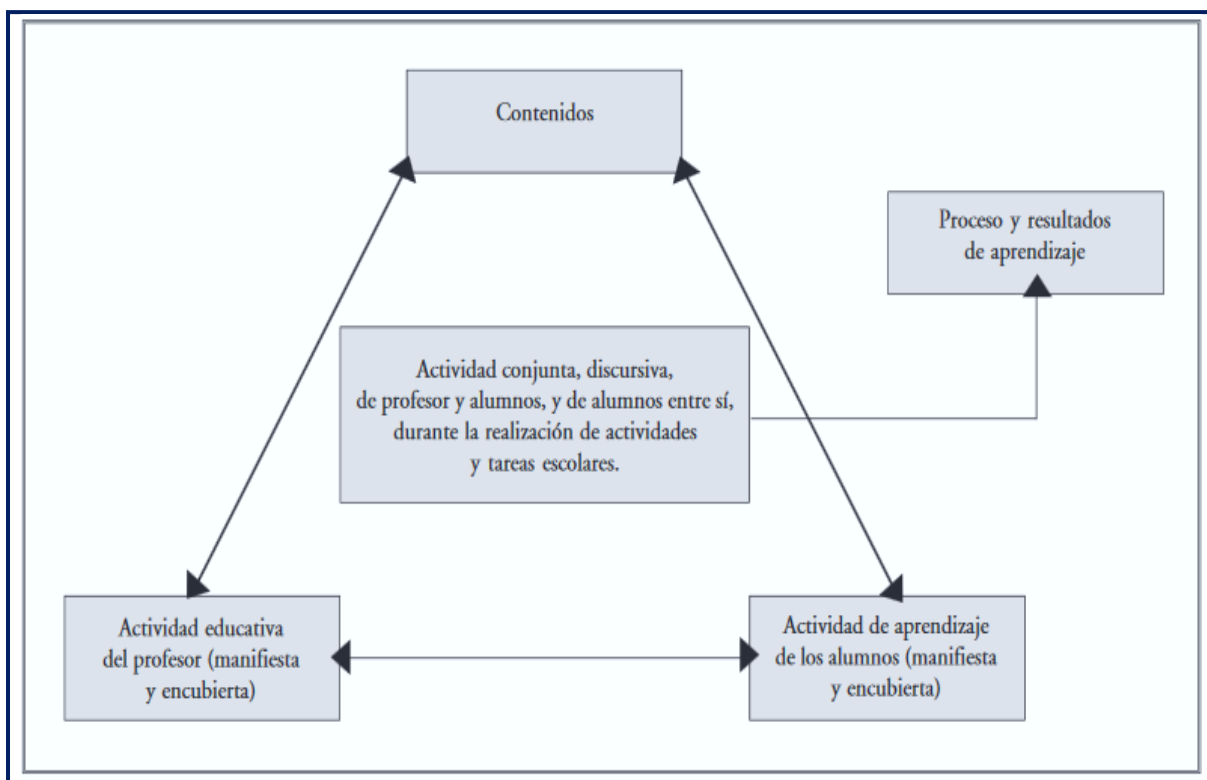 Contenidos
Proceso y resultados
de aprendizaje
Actividad conjunta, discursiva,
de profesor y alumnos, y de alumnos entre sí,
durante la realización de actividades
y tareas escolares.
Actividad educativa
del profesor (manifiesta
y encubierta)
Actividad de aprendizaje
de los alumnos (manifiesta
y encubierta)